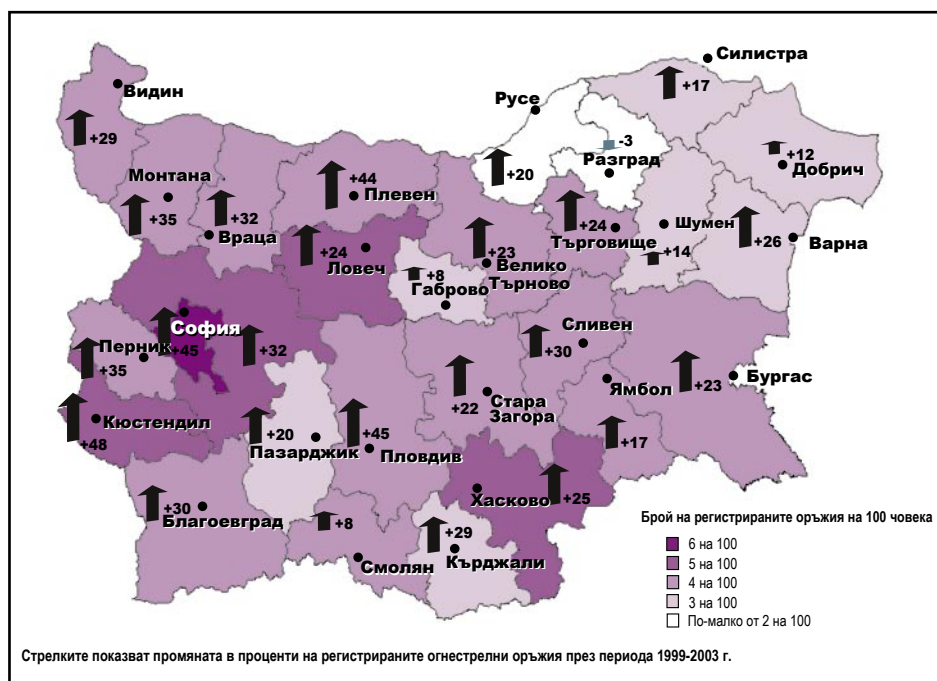 Силистра
Видин
+17
Русе
-3
+29
Разград
+12
Добрич
+20
Монтана
+44
Плевен
+35
+32
Враца
+24
Търговище
Шумен
+26
Варна
+14
+24
Ловеч
+23
Велико
Търново
+8
Габрово
София
Сливен
+45
+32
+30
Перник
+35
Бургас
+23
Ямбол
+22
Стара
Загора
Кюстендил
+48
+20
Пазарджик
+45
Пловдив
+17
Хасково
+25
+30
Благоевград
+8
Смолян
+29
Кърджали
Брой на регистрираните оръжия на 100 човека
6 на 100
5 на 100
4 на 100
3 на 100
По-малко от 2 на 100
Стрелките показват промяната в проценти на регистрираните огнестрелни оръжия през периода 1999-2003 г.